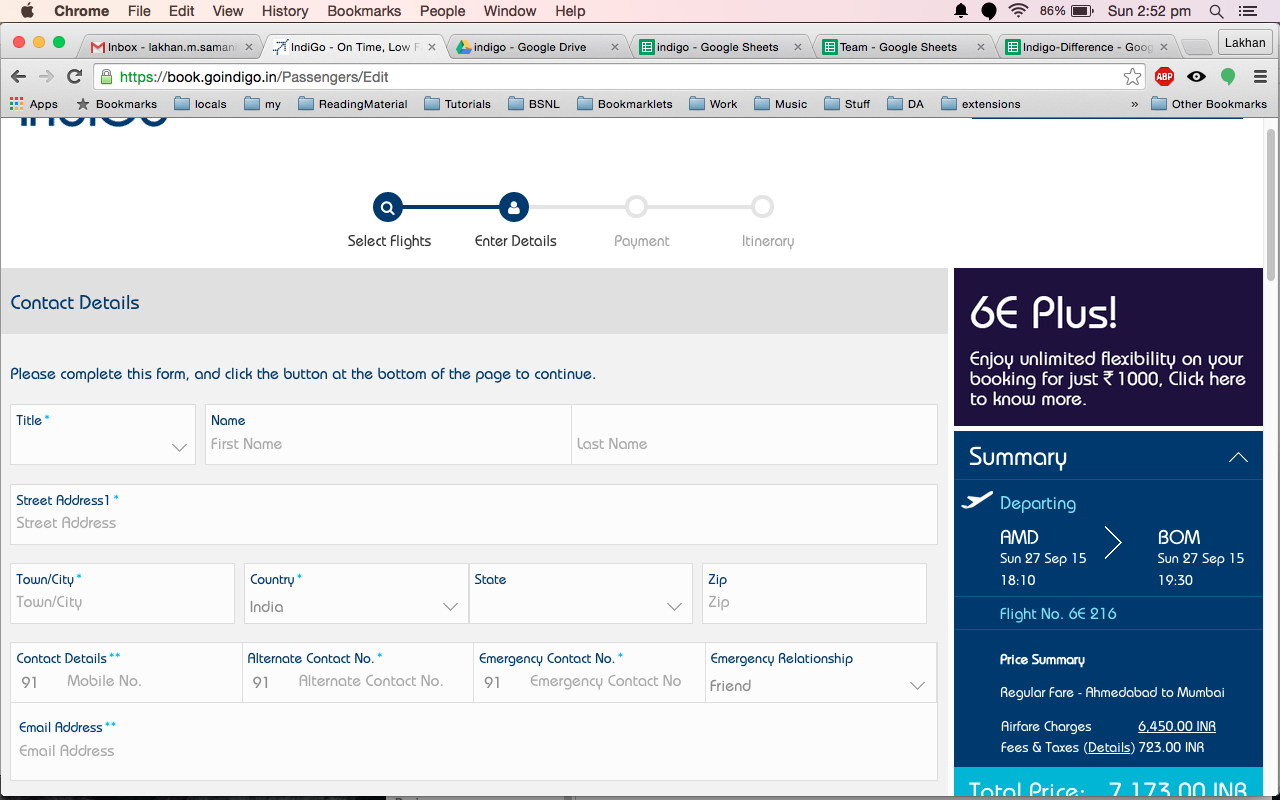 Chrome File Edit View History Bookmarks People Window Help 86% Sun 2:52 pm
Inbox - lakhan.m.saman IndiGo - On Time, Low F indigo - Google Drive indigo - Google Sheets Team - Google Sheets Indigo-Difference - Goog Lakhan
https://book.goindigo.in/Passengers/Edit ABP
Apps Bookmarks locals my ReadingMaterial Tutorials BSNL Bookmarklets Work Music Stuff DA extensions » Other Bookmarks
Select Flights Enter Details Payment Itinerary
Contact Details
Please complete this form, and click the button at the bottom of the page to continue.
Title * Name
First Name Last Name
Street Address1 *
Street Address
Town/City * Country * State Zip
Town/City India Zip
Contact Details ** Alternate Contact No. * Emergency Contact No. * Emergency Relationship
91 Mobile No. 91 Alternate Contact No. 91 Emergency Contact No Friend
Email Address **
Email Address
6E Plus!
Enjoy unlimited flexibility on your
booking for just ₹ 1000, Click here
to know more.
Summary
Departing
AMD BOM
Sun 27 Sep 15 Sun 27 Sep 15
18:10 19:30
Flight No. 6E 216
Price Summary
Regular Fare - Ahmedabad to Mumbai
Airfare Charges 6,450.00 INR
Fees & Taxes (Details) 723.00 INR
Total Price: 7,173.00 INR